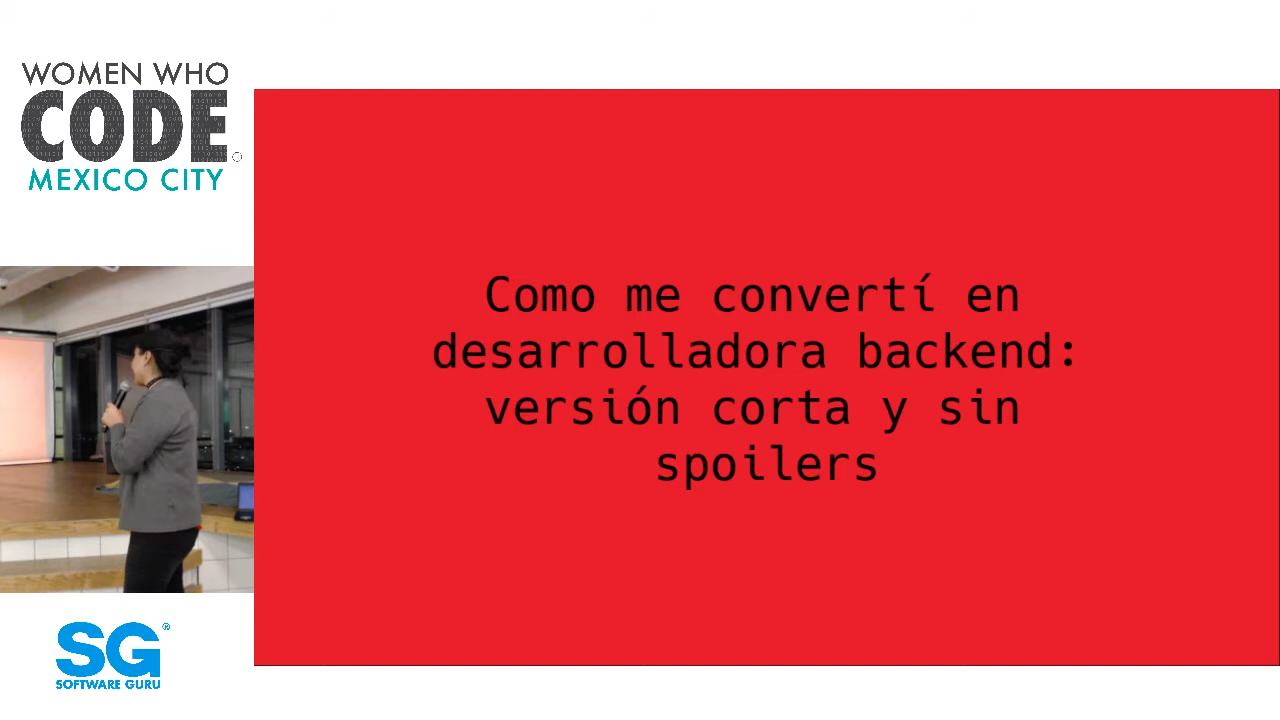 WOMEN WHO
CODE
MEXICO CITY
Como me convertí en
desarrolladora backend:
versión corta y sin
spoilers
SG®
SOFTWARE GURU